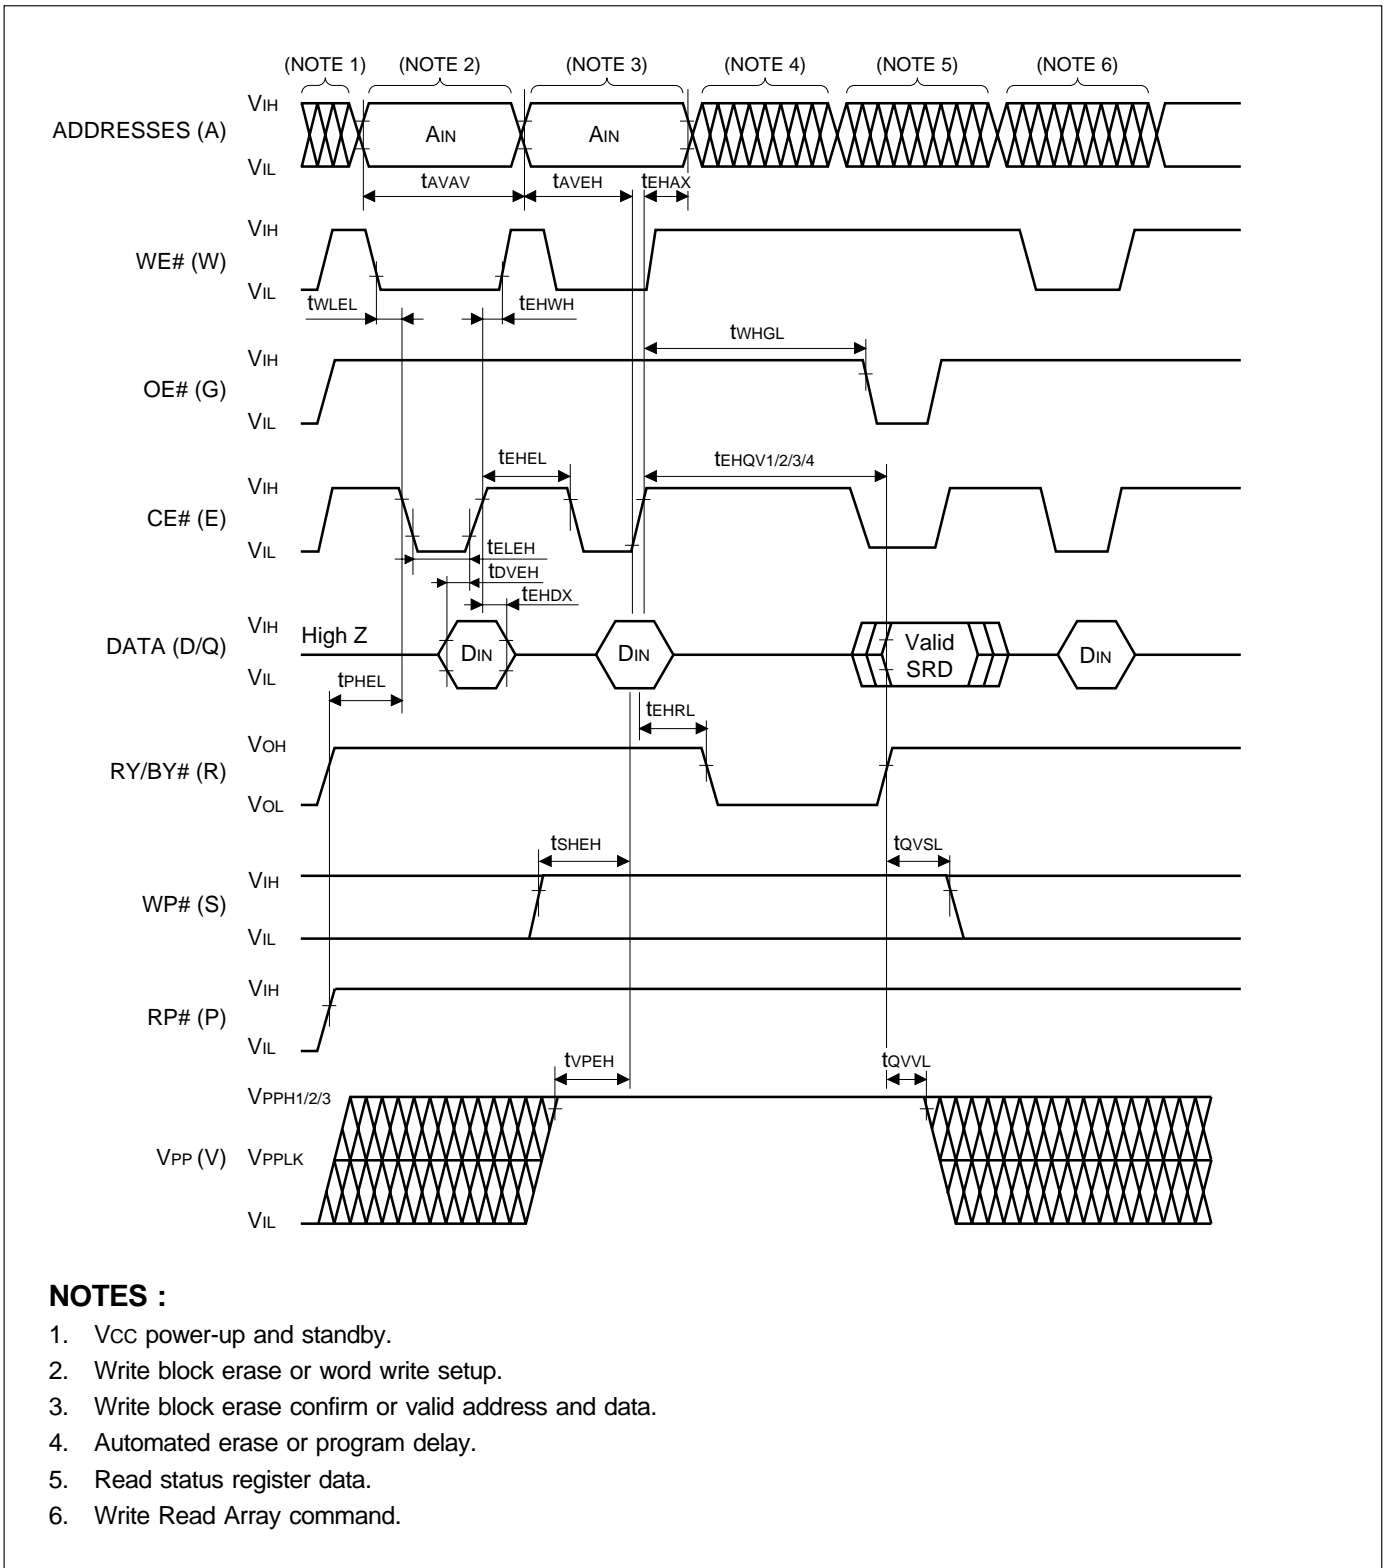 (NOTE 1) (NOTE 2) (NOTE 3) (NOTE 4) (NOTE 5) (NOTE 6)
VIH
ADDRESSES (A) AIN AIN
VIL
tAVAV tAVEH tEHAX
VIH
WE# (W)
VIL
tWLEL tEHWH
tWHGL
VIH
OE# (G)
VIL
tEHEL tEHQV1/2/3/4
VIH
CE# (E)
VIL
tELEH
tDVEH
tEHDX
VIH
High Z
DATA (D/Q) DIN DIN Valid SRD DIN
VIL
tPHEL
tEHRL
VOH
RY/BY# (R)
VOL
tSHEH tQVSL
VIH
WP# (S)
VIL
VIH
RP# (P)
VIL
tVPEH tQVVL
VPPH1/2/3
VPP (V) VPPLK
VIL
NOTES :
1. VCC power-up and standby.
2. Write block erase or word write setup.
3. Write block erase confirm or valid address and data.
4. Automated erase or program delay.
5. Read status register data.
6. Write Read Array command.